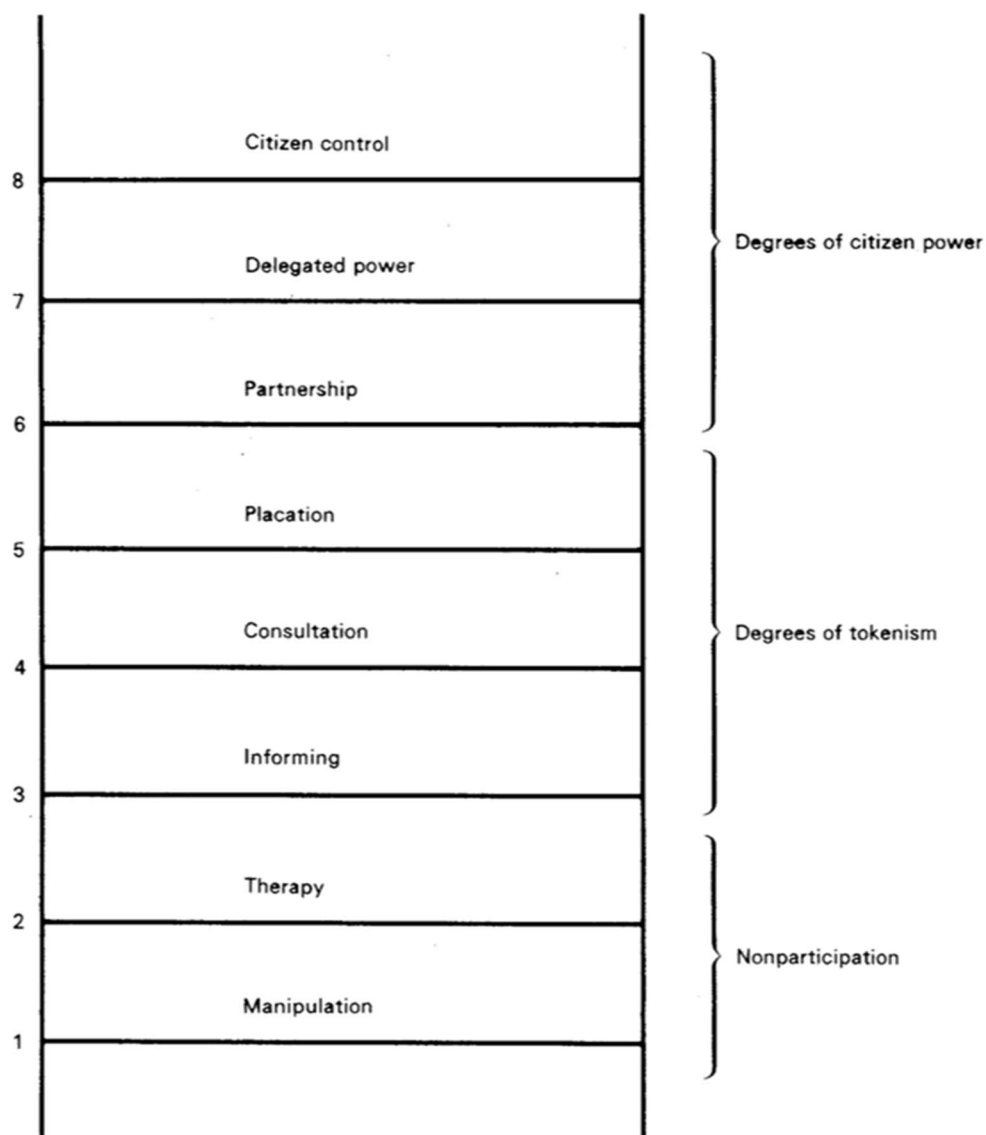 Citizen control
8
Degrees of citizen power
Delegated power
7
Partnership
6
Placation
5
Consultation
Degrees of tokenism
4
Informing
3
Therapy
2
Nonparticipation
Manipulation
1